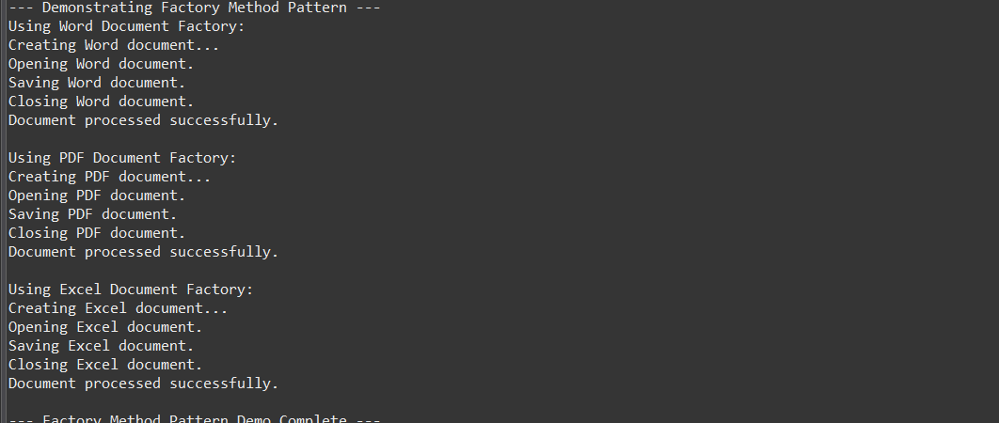 --- Demonstrating Factory Method Pattern ---
Using Word Document Factory:
Creating Word document...
Opening Word document.
Saving Word document.
Closing Word document.
Document processed successfully.
Using PDF Document Factory:
Creating PDF document...
Opening PDF document.
Saving PDF document.
Closing PDF document.
Document processed successfully.
Using Excel Document Factory:
Creating Excel document...
Opening Excel document.
Saving Excel document.
Closing Excel document.
Document processed successfully.
--- Factory Method Pattern Demo Complete ---